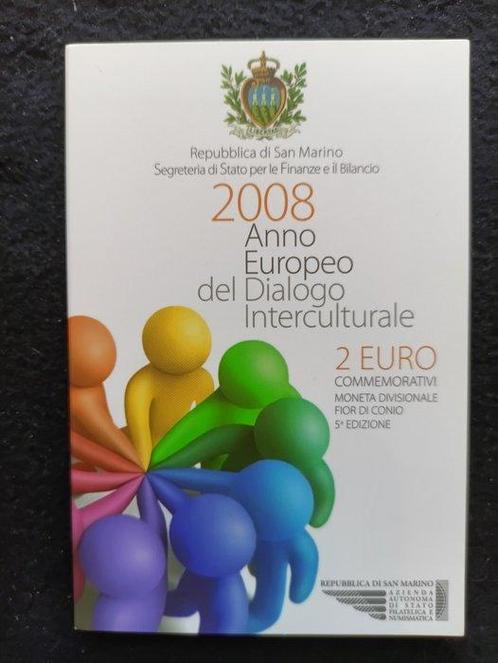 Repubblica di San Marino
Segreteria di Stato per le Finanze e il Bilancio
2008
Anno
Europeo
del Dialogo
Interculturale
2 EURO
COMMEMORATIVI
MONETA DIVISIONALE
FIOR DI CONIO
5ª EDIZIONE
REPUBBLICA DI SAN MARINO
AZIENDA
AUTONOMA
DI STATO
FILATELICA E
NUMISMATICA